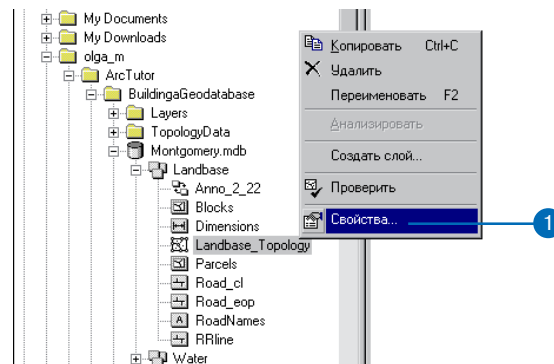 My Documents
My Downloads
olga_m
ArcTutor
BuildingaGeodatabase
Layers
TopologyData
Montgomery.mdb
Landbase
Anno_2_22
Blocks
Dimensions
Landbase_Topology
Parcels
Road_cl
Road_eop
RoadNames
RRline
Water
Копировать Ctrl+C
Удалить
Переименовать F2
Анализировать
Создать слой...
Проверить
Свойства...
1